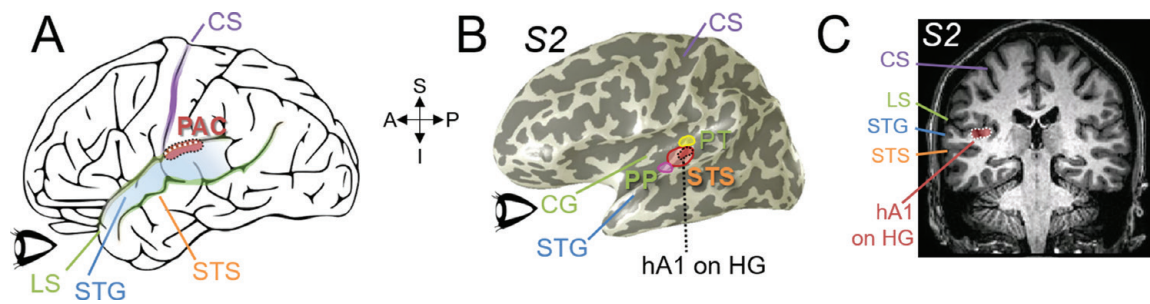 A
CS
PAC
LS
STG
STS
S
A P
I
B
S2
CS
PT
PP
STS
CG
STG
hA1 on HG
C
S2
CS
LS
STG
STS
hA1
on HG